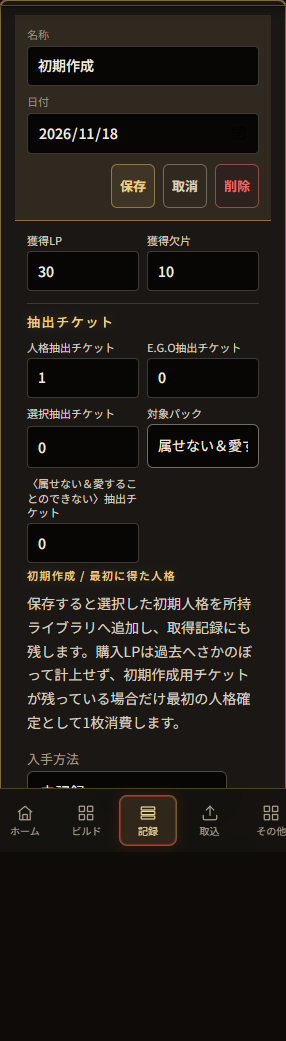 名称
初期作成
日付
2026/11/18
保存 取消 削除
獲得LP 獲得欠片
30 10
抽出チケット
人格抽出チケット E.G.O抽出チケット
1 0
選択抽出チケット 対象パック
0 属せない＆愛す
〈属せない＆愛するこ
とのできない〉抽出チ
ケット
0
初期作成 / 最初に得た人格
保存すると選択した初期人格を所持
ライブラリへ追加し、取得記録にも
残します。購入LPは過去へさかのぼ
って計上せず、初期作成用チケット
が残っている場合だけ最初の人格確
定として1枚消費します。
入手方法
ホーム ビルド 記録 取込 その他